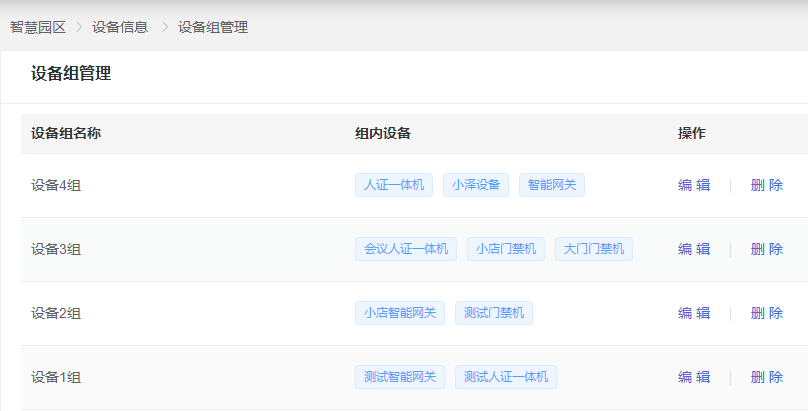 智慧园区 > 设备信息 > 设备组管理
设备组管理
设备组名称 组内设备 操作
设备4组 人证一体机 小泽设备 智能网关 编 辑 | 删 除
设备3组 会议人证一体机 小店门禁机 大门门禁机 编 辑 | 删 除
设备2组 小店智能网关 测试门禁机 编 辑 | 删 除
设备1组 测试智能网关 测试人证一体机 编 辑 | 删 除